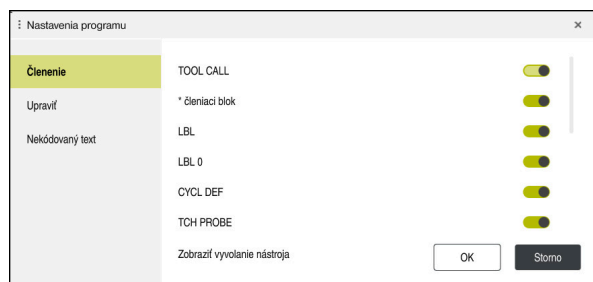 Nastavenia programu
Členenie
Upraviť
Nekódovaný text
TOOL CALL
* členiaci blok
LBL
LBL 0
CYCL DEF
TCH PROBE
Zobraziť vyvolanie nástroja
OK
Storno